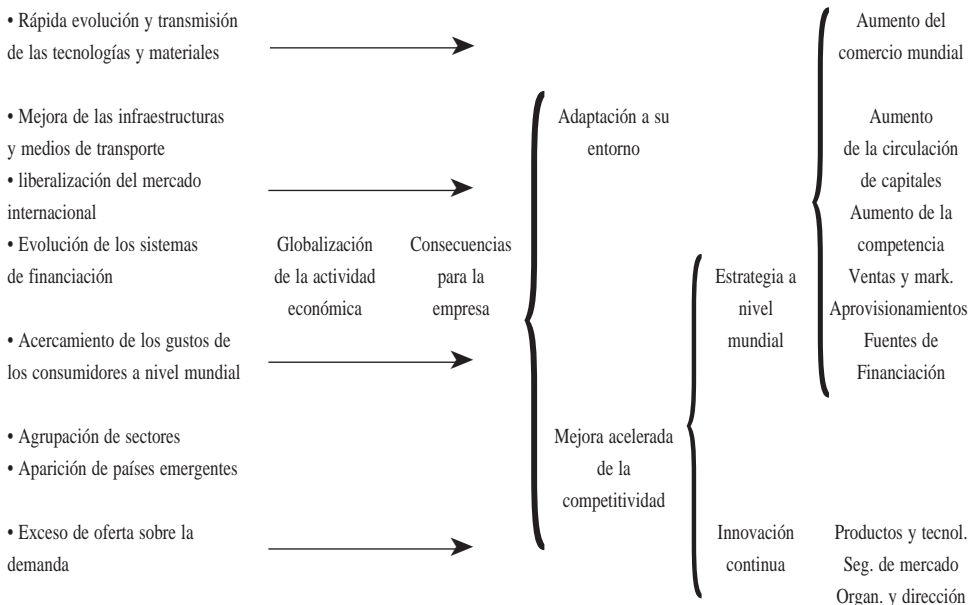 • Rápida evolución y transmisión
de las tecnologías y materiales
• Mejora de las infraestructuras
y medios de transporte
• liberalización del mercado
internacional
• Evolución de los sistemas
de financiación
• Acercamiento de los gustos de
los consumidores a nivel mundial
• Agrupación de sectores
• Aparición de países emergentes
• Exceso de oferta sobre la
demanda
Globalización
de la actividad
económica
Consecuencias
para la
empresa
Adaptación a su
entorno
Mejora acelerada
de la
competitividad
Estrategia a
nivel
mundial
Innovación
continua
Aumento del
comercio mundial
Aumento
de la circulación
de capitales
Aumento de la
competencia
Ventas y mark.
Aprovisionamientos
Fuentes de
Financiación
Productos y tecnol.
Seg. de mercado
Organ. y dirección